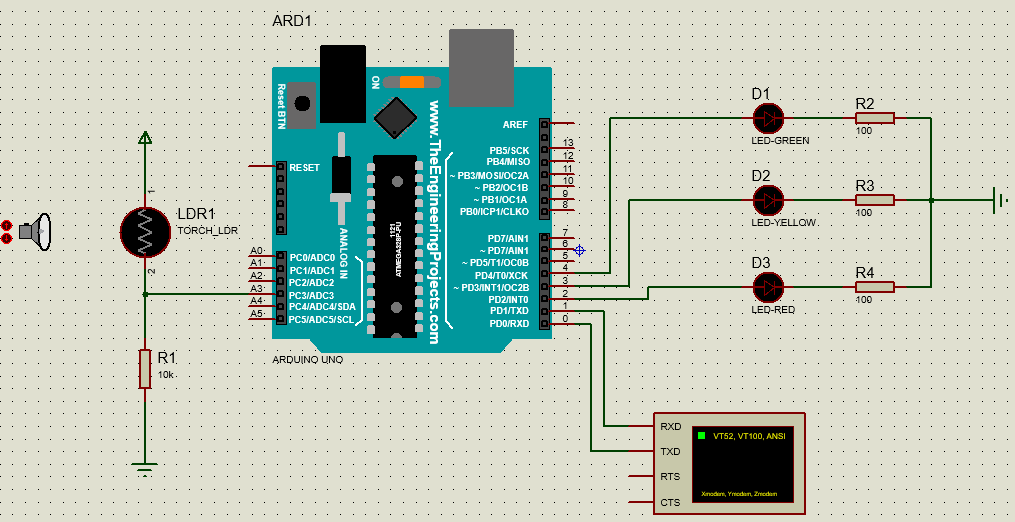 ARD1
Reset BTN
ON
www.TheEngineeringProjects.com
RESET
AREF
PB5/SCK 13
PB4/MISO 12
~ PB3/MOSI/OC2A 11
~ PB2/OC1B 10
~ PB1/OC1A 9
PB0/ICP1/CLKO 8
PD7/AIN1 7
~ PD7/AIN1 6
~ PD5/T1/OC0B 5
PD4/T0/XCK 4
~ PD3/INT1/OC2B 3
PD2/INT0 2
PD1/TXD 1
PD0/RXD 0
1121
ATMEGA328P-PU
ANALOG IN
A0 PC0/ADC0
A1 PC1/ADC1
A2 PC2/ADC2
A3 PC3/ADC3
A4 PC4/ADC4/SDA
A5 PC5/ADC5/SCL
ARDUINO UNO
1
LDR1
TORCH_LDR
2
R1
10k
D1
LED-GREEN
R2
100
D2
LED-YELLOW
R3
100
D3
LED-RED
R4
100
RXD
TXD
RTS
CTS
VT52, VT100, ANSI
Xmodem, Ymodem, Zmodem